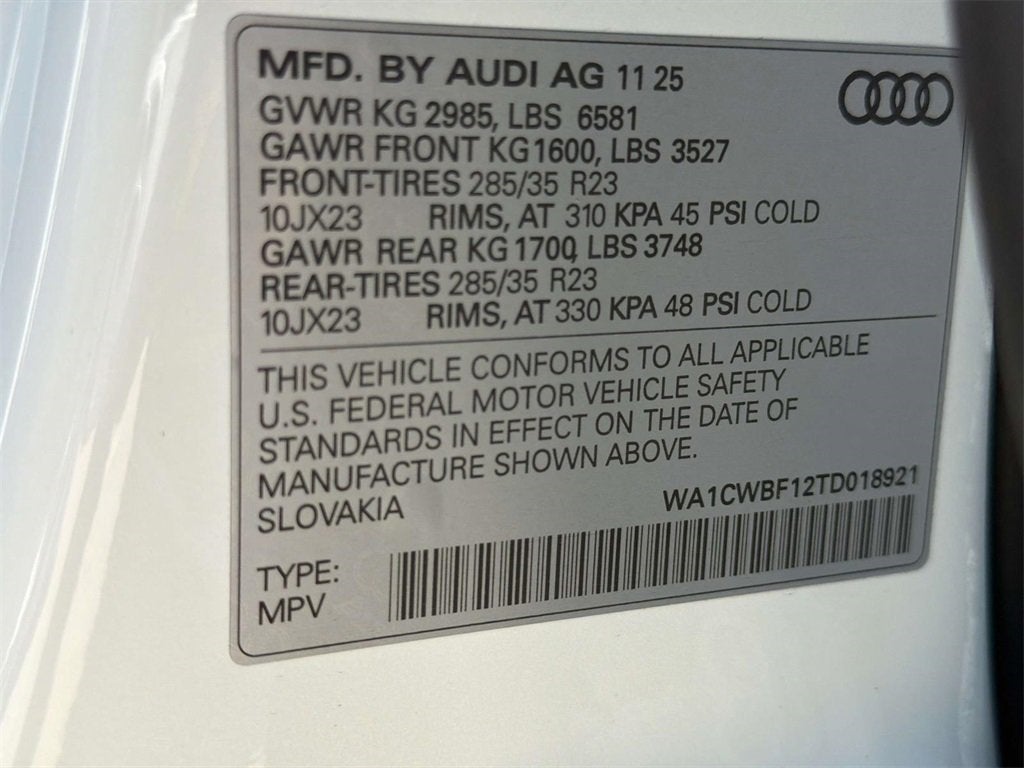 MFD. BY AUDI AG 11 25
GVWR KG 2985, LBS 6581
GAWR FRONT KG 1600, LBS 3527
FRONT-TIRES 285/35 R23
10JX23 RIMS, AT 310 KPA 45 PSI COLD
GAWR REAR KG 1700, LBS 3748
REAR-TIRES 285/35 R23
10JX23 RIMS, AT 330 KPA 48 PSI COLD
THIS VEHICLE CONFORMS TO ALL APPLICABLE
U.S. FEDERAL MOTOR VEHICLE SAFETY
STANDARDS IN EFFECT ON THE DATE OF
MANUFACTURE SHOWN ABOVE.
SLOVAKIA
WA1CWBF12TD018921
TYPE:
MPV